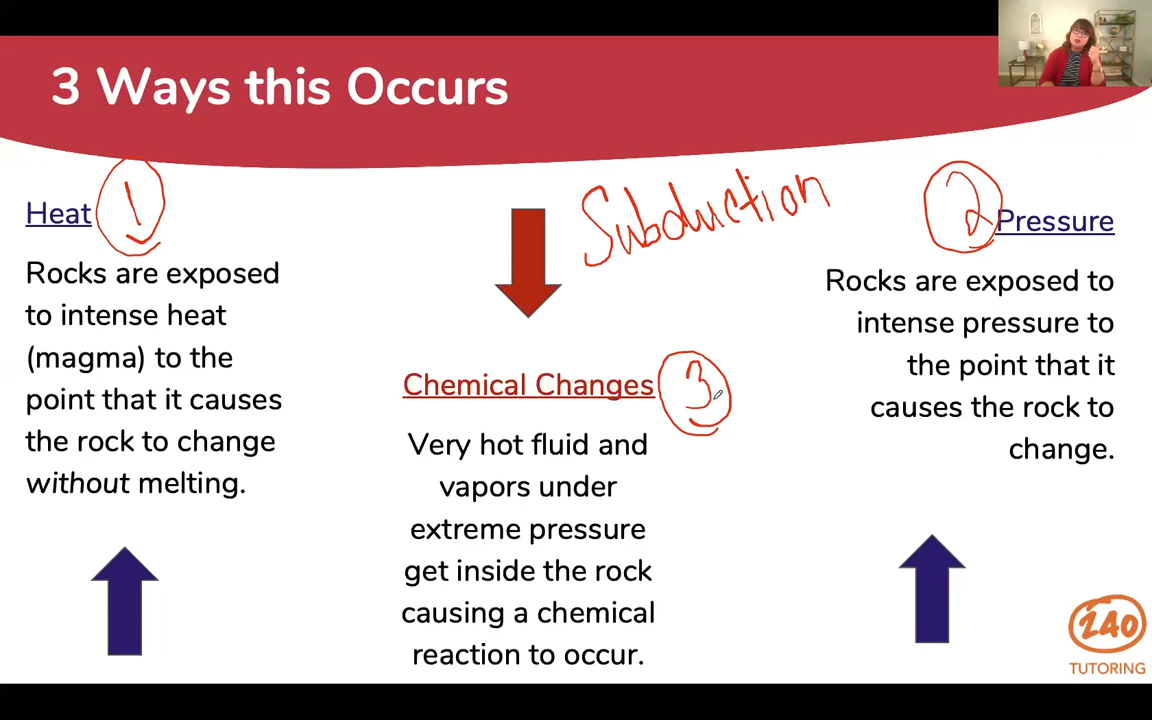 3 Ways this Occurs
Heat
1
Rocks are exposed
to intense heat
(magma) to the
point that it causes
the rock to change
without melting.
Subduction
Chemical Changes
3
Very hot fluid and
vapors under
extreme pressure
get inside the rock
causing a chemical
reaction to occur.
2
Pressure
Rocks are exposed to
intense pressure to
the point that it
causes the rock to
change.
240
TUTORING